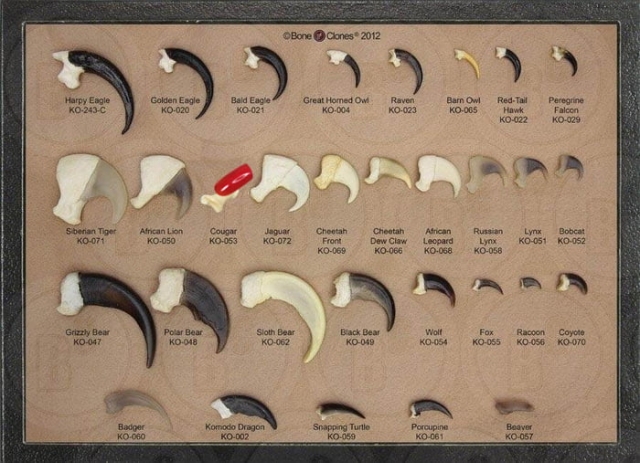 ©Bone Clones® 2012
Harpy Eagle
KO-243-C
Golden Eagle
KO-020
Bald Eagle
KO-021
Great Horned Owl
KO-004
Raven
KO-023
Barn Owl
KO-065
Red-Tail
Hawk
KO-022
Peregrine
Falcon
KO-029
Siberian Tiger
KO-071
African Lion
KO-050
Cougar
KO-053
Jaguar
KO-072
Cheetah
Front
KO-069
Cheetah
Dew Claw
KO-066
African
Leopard
KO-068
Russian
Lynx
KO-058
Lynx
KO-051
Bobcat
KO-052
Grizzly Bear
KO-047
Polar Bear
KO-048
Sloth Bear
KO-062
Black Bear
KO-049
Wolf
KO-054
Fox
KO-055
Racoon
KO-056
Coyote
KO-070
Badger
KO-060
Komodo Dragon
KO-002
Snapping Turtle
KO-059
Porcupine
KO-061
Beaver
KO-057